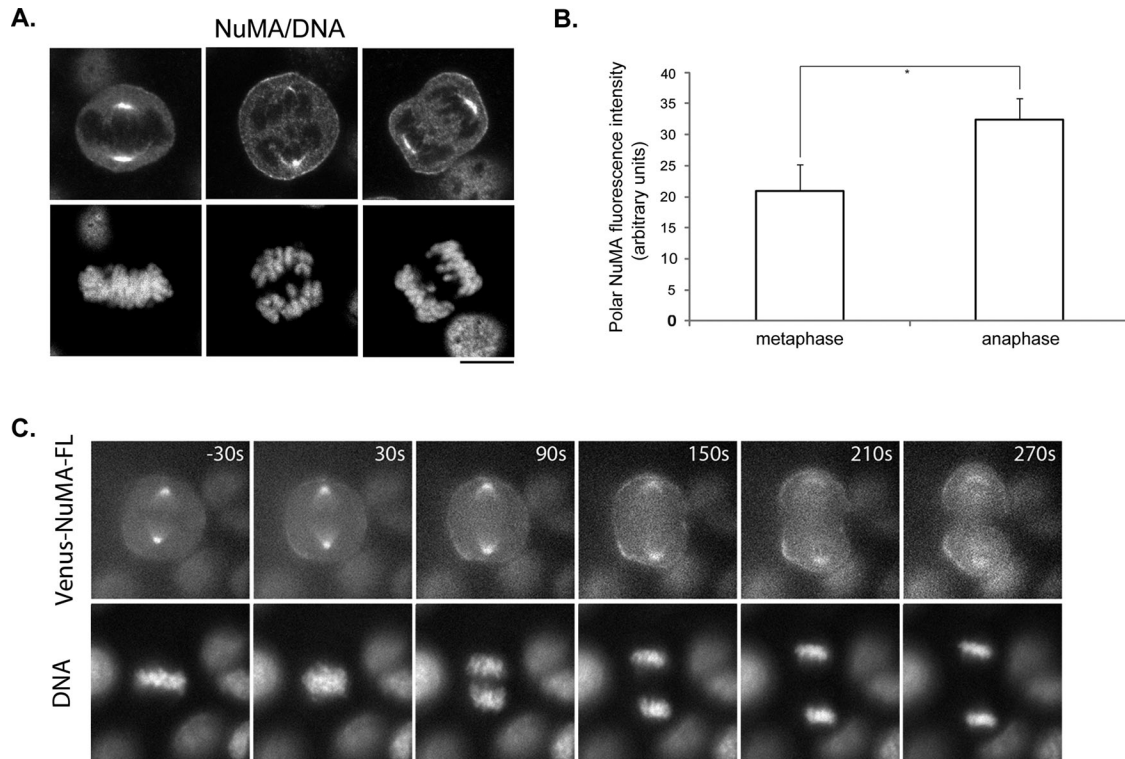 A.
NuMA/DNA
B.
Polar NuMA fluorescence intensity
(arbitrary units)
40
35
30
25
20
15
10
5
0
*
metaphase
anaphase
C.
Venus-NuMA-FL
-30s
30s
90s
150s
210s
270s
DNA